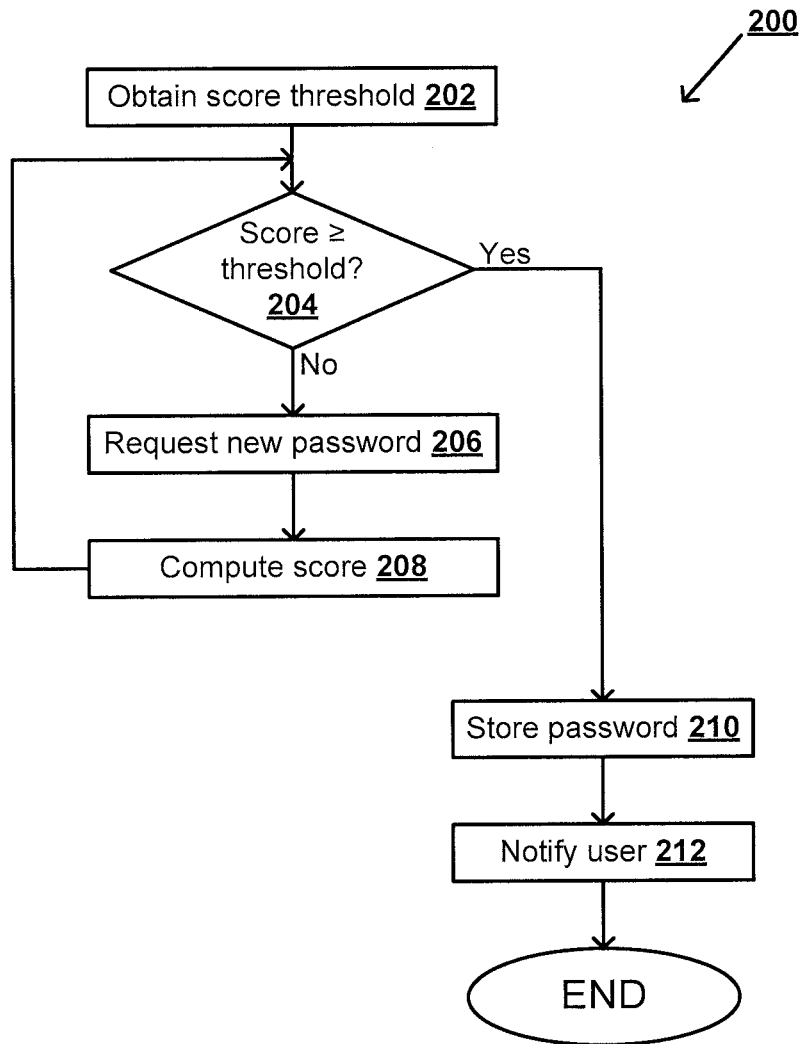 200
Obtain score threshold 202
Score ≥
threshold?
204
Yes
No
Request new password 206
Compute score 208
Store password 210
Notify user 212
END